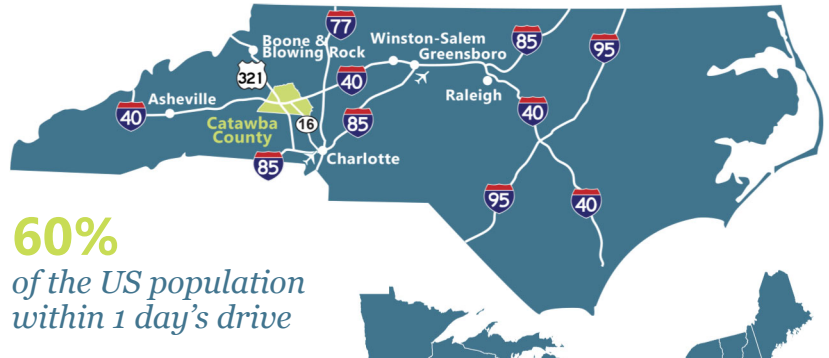 77
Boone &
Blowing Rock
Winston-Salem
Greensboro
85
95
321
40
Asheville
40
Raleigh
40
Catawba
County
16
85
Charlotte
85
95
40
60%
of the US population
within 1 day's drive